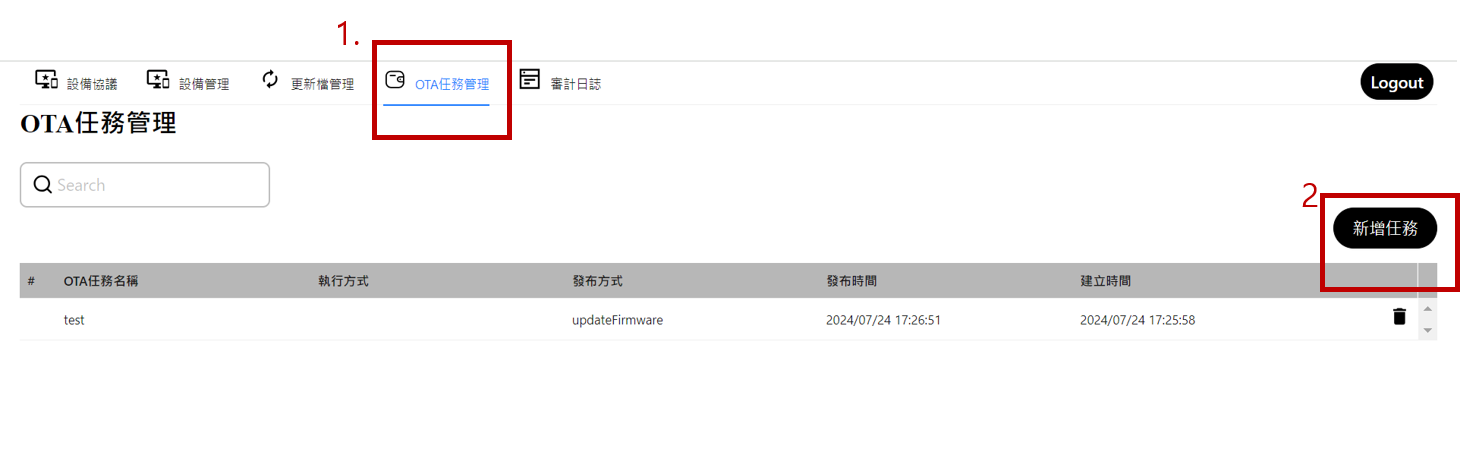 1.
設備協議 設備管理 更新檔管理 OTA任務管理 審計日誌 Logout
OTA任務管理
Search
2
新增任務
# OTA任務名稱 執行方式 發布方式 發布時間 建立時間
test updateFirmware 2024/07/24 17:26:51 2024/07/24 17:25:58